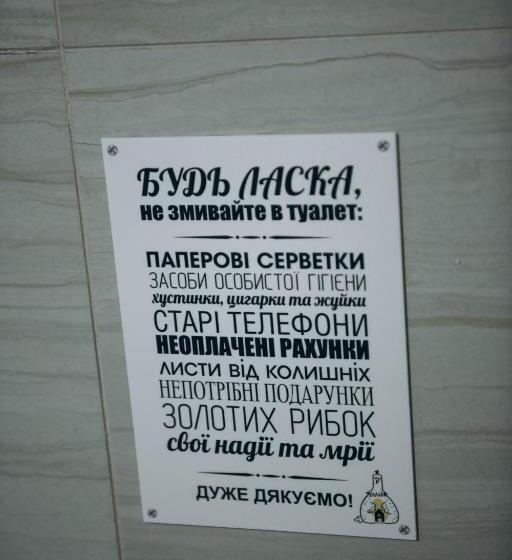 БУДЬ ЛАСКА,
не змивайте в туалет:
ПАПЕРОВІ СЕРВЕТКИ
ЗАСОБИ ОСОБИСТОЇ ГІГІЄНИ
хустинки, цигарки та жуйки
СТАРІ ТЕЛЕФОНИ
НЕОПЛАЧЕНІ РАХУНКИ
ЛИСТИ ВІД КОЛИШНІХ
НЕПОТРІБНІ ПОДАРУНКИ
ЗОЛОТИХ РИБОК
свої надії та мрії
ДУЖЕ ДЯКУЄМО!